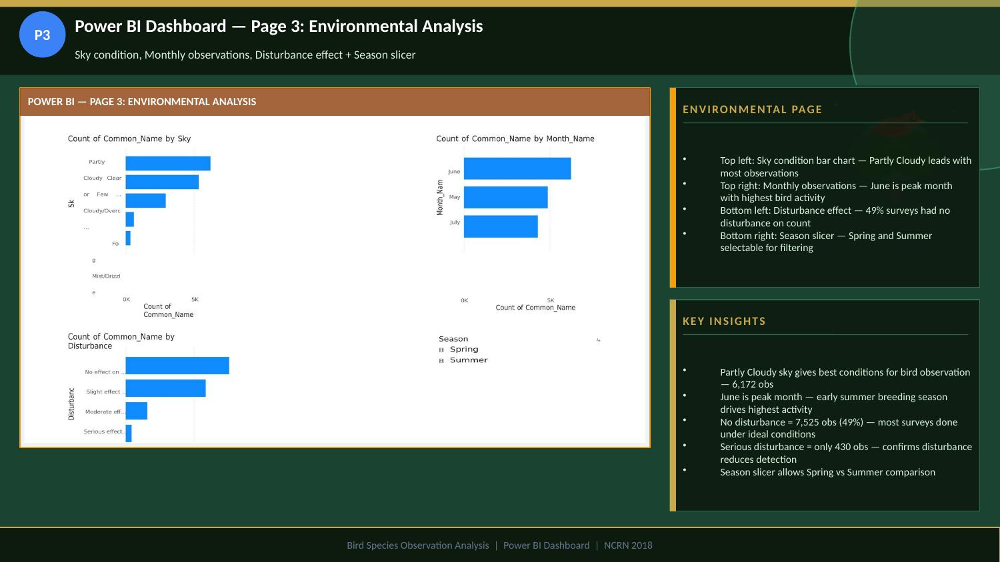 P3
Power BI Dashboard — Page 3: Environmental Analysis
Sky condition, Monthly observations, Disturbance effect + Season slicer
POWER BI — PAGE 3: ENVIRONMENTAL ANALYSIS
Count of Common_Name by Sky
Sk
Partly
Cloudy Clear
or Few ...
Cloudy/Overc
...
Fo
g
Mist/Drizzl
e
0K 5K
Count of
Common_Name
Count of Common_Name by Month_Name
Month_Nam
June
May
July
0K 5K
Count of Common_Name
Count of Common_Name by
Disturbance
Disturbanc
No effect on ...
Slight effect ...
Moderate eff...
Serious effect...
Season
Spring
Summer
ENVIRONMENTAL PAGE
• Top left: Sky condition bar chart — Partly Cloudy leads with
most observations
• Top right: Monthly observations — June is peak month
with highest bird activity
• Bottom left: Disturbance effect — 49% surveys had no
disturbance on count
• Bottom right: Season slicer — Spring and Summer
selectable for filtering
KEY INSIGHTS
• Partly Cloudy sky gives best conditions for bird observation
— 6,172 obs
• June is peak month — early summer breeding season
drives highest activity
• No disturbance = 7,525 obs (49%) — most surveys done
under ideal conditions
• Serious disturbance = only 430 obs — confirms disturbance
reduces detection
• Season slicer allows Spring vs Summer comparison
Bird Species Observation Analysis | Power BI Dashboard | NCRN 2018